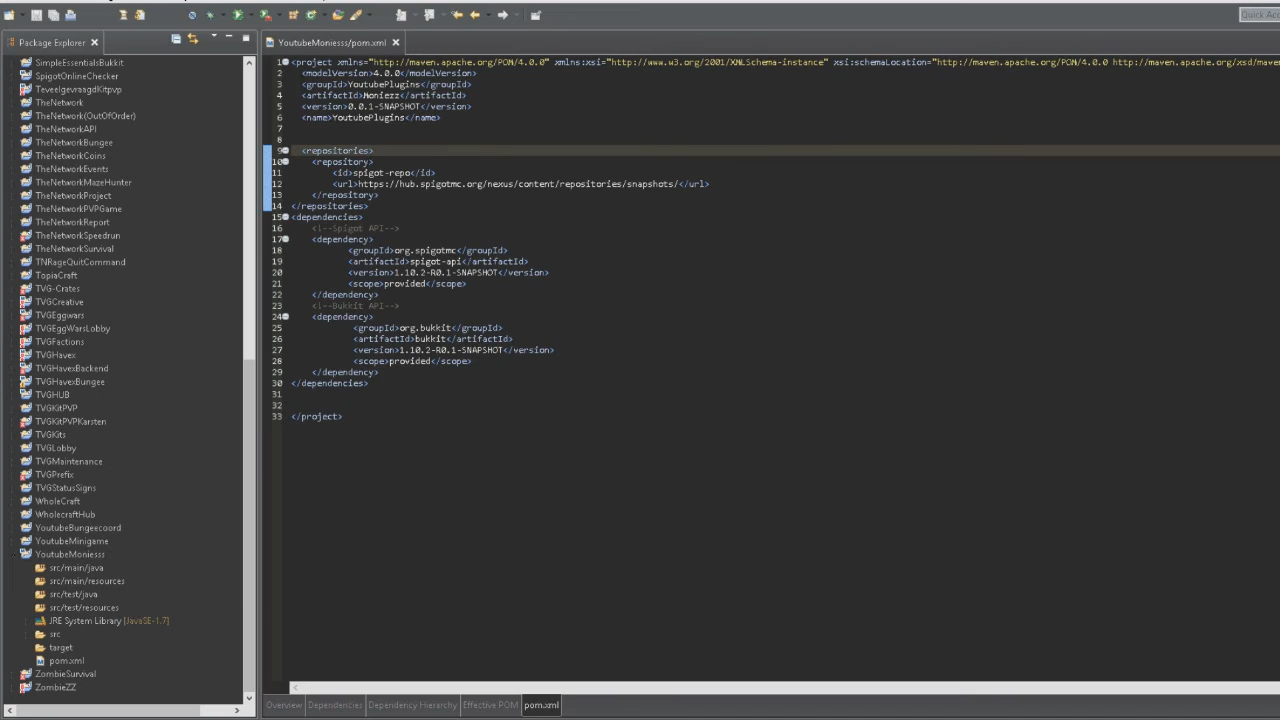 Quick Acc
Package Explorer
SimpleEssentialsBukkit
SpigotOnlineChecker
TeveelgevraagdKitpvp
TheNetwork
TheNetwork(OutOfOrder)
TheNetworkAPI
TheNetworkBungee
TheNetworkCoins
TheNetworkEvents
TheNetworkMazeHunter
TheNetworkProject
TheNetworkPVPGame
TheNetworkReport
TheNetworkSpeedrun
TheNetworkSurvival
TNRageQuitCommand
TopiaCraft
TVG-Crates
TVGCreative
TVGEggwars
TVGEggWarsLobby
TVGFactions
TVGHavex
TVGHavexBackend
TVGHavexBungee
TVGHUB
TVGKitPVP
TVGKitPVPKarsten
TVGKits
TVGLobby
TVGMaintenance
TVGPrefix
TVGStatusSigns
WholeCraft
WholecraftHub
YoutubeBungeecoord
YoutubeMinigame
YoutubeMoniesss
src/main/java
src/main/resources
src/test/java
src/test/resources
JRE System Library [JavaSE-1.7]
src
target
pom.xml
ZombieSurvival
ZombieZZ
YoutubeMoniesss/pom.xml
1 <project xmlns="http://maven.apache.org/POM/4.0.0" xmlns:xsi="http://www.w3.org/2001/XMLSchema-instance" xsi:schemaLocation="http://maven.apache.org/POM/4.0.0 http://maven.apache.org/xsd/mave
2 <modelVersion>4.0.0</modelVersion>
3 <groupId>YoutubePlugins</groupId>
4 <artifactId>Moniezz</artifactId>
5 <version>0.0.1-SNAPSHOT</version>
6 <name>YoutubePlugins</name>
7
8
9 <repositories>
10 <repository>
11 <id>spigot-repo</id>
12 <url>https://hub.spigotmc.org/nexus/content/repositories/snapshots/</url>
13 </repository>
14 </repositories>
15 <dependencies>
16 <!--Spigot API-->
17 <dependency>
18 <groupId>org.spigotmc</groupId>
19 <artifactId>spigot-api</artifactId>
20 <version>1.10.2-R0.1-SNAPSHOT</version>
21 <scope>provided</scope>
22 </dependency>
23 <!--Bukkit API-->
24 <dependency>
25 <groupId>org.bukkit</groupId>
26 <artifactId>bukkit</artifactId>
27 <version>1.10.2-R0.1-SNAPSHOT</version>
28 <scope>provided</scope>
29 </dependency>
30 </dependencies>
31
32
33 </project>
Overview Dependencies Dependency Hierarchy Effective POM pom.xml